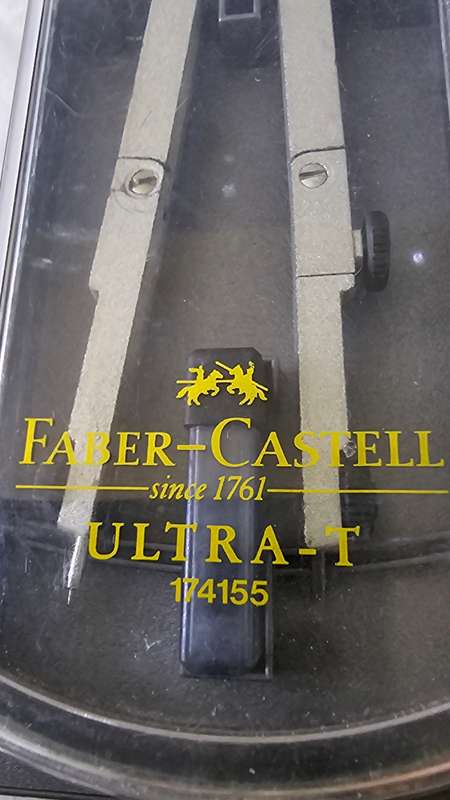 FABER-CASTELL
since 1761
ULTRA-T
174155